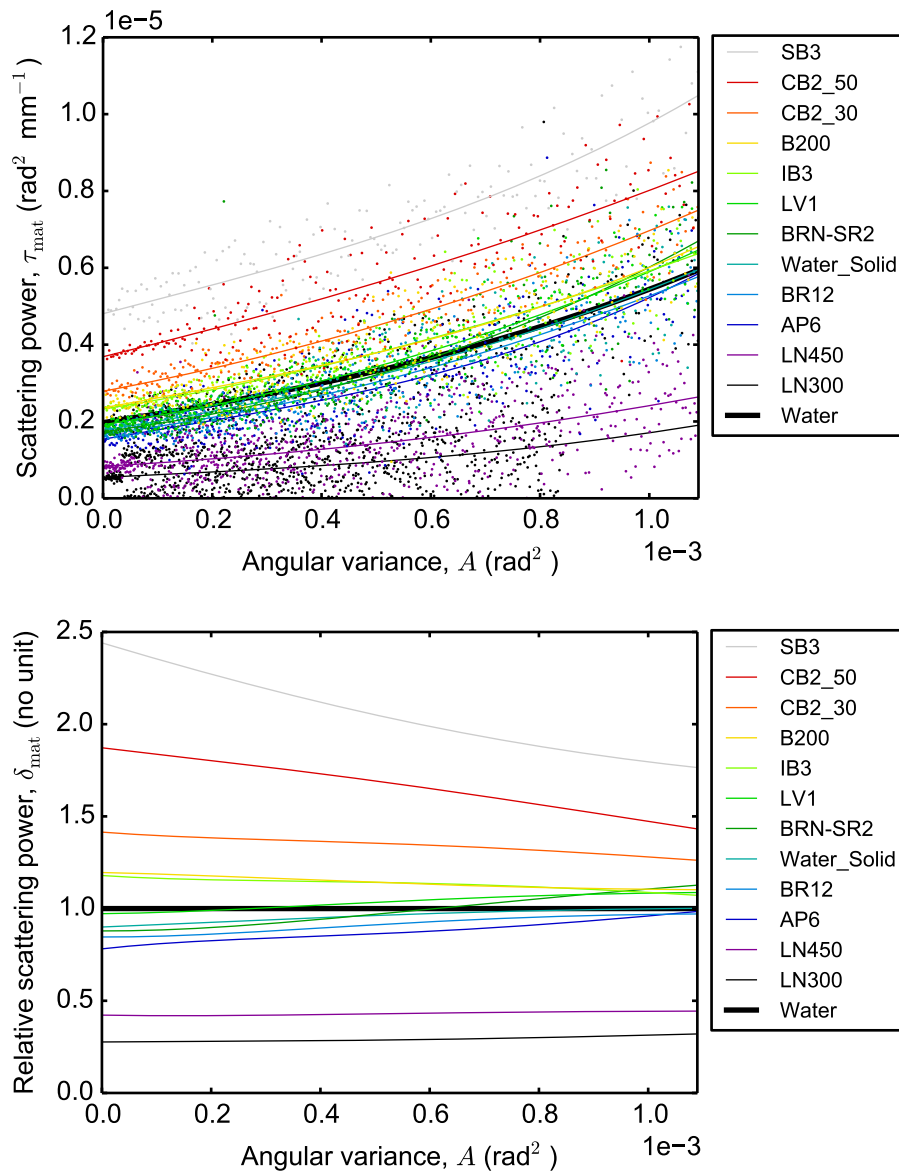 1e−5
1.2
1.0
0.8
0.6
0.4
0.2
0.0
Scattering power, τmat (rad² mm⁻¹)
0.0 0.2 0.4 0.6 0.8 1.0
1e−3
Angular variance, A (rad² )
SB3
CB2_50
CB2_30
B200
IB3
LV1
BRN-SR2
Water_Solid
BR12
AP6
LN450
LN300
Water
2.5
2.0
1.5
1.0
0.5
0.0
Relative scattering power, δmat (no unit)
0.0 0.2 0.4 0.6 0.8 1.0
1e−3
Angular variance, A (rad² )
SB3
CB2_50
CB2_30
B200
IB3
LV1
BRN-SR2
Water_Solid
BR12
AP6
LN450
LN300
Water